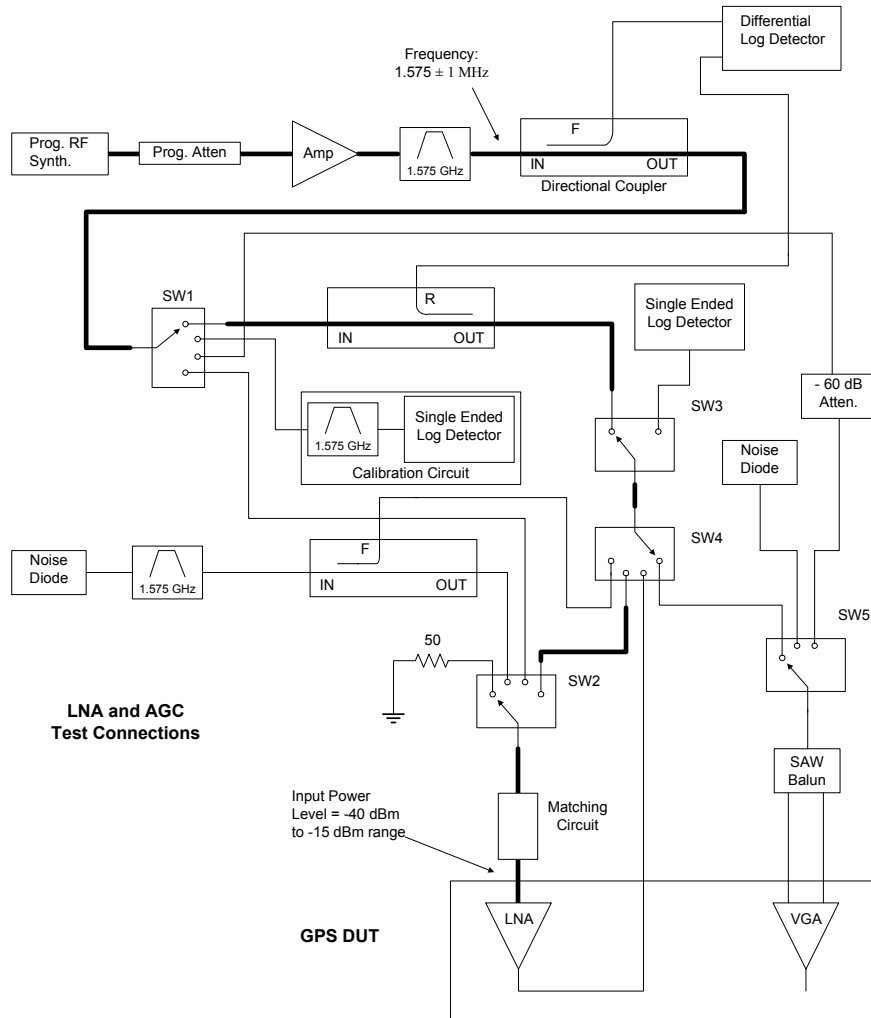 Differential
Log Detector
Frequency:
1.575 ± 1 MHz
F
Prog. RF
Synth.
Prog. Atten
Amp
1.575 GHz
IN
OUT
Directional Coupler
SW1
R
IN
OUT
Single Ended
Log Detector
- 60 dB
Atten.
SW3
1.575 GHz
Single Ended
Log Detector
Calibration Circuit
Noise
Diode
SW4
F
Noise
Diode
1.575 GHz
IN
OUT
SW5
50
SW2
LNA and AGC
Test Connections
SAW
Balun
Input Power
Level = -40 dBm
to -15 dBm range
Matching
Circuit
LNA
VGA
GPS DUT